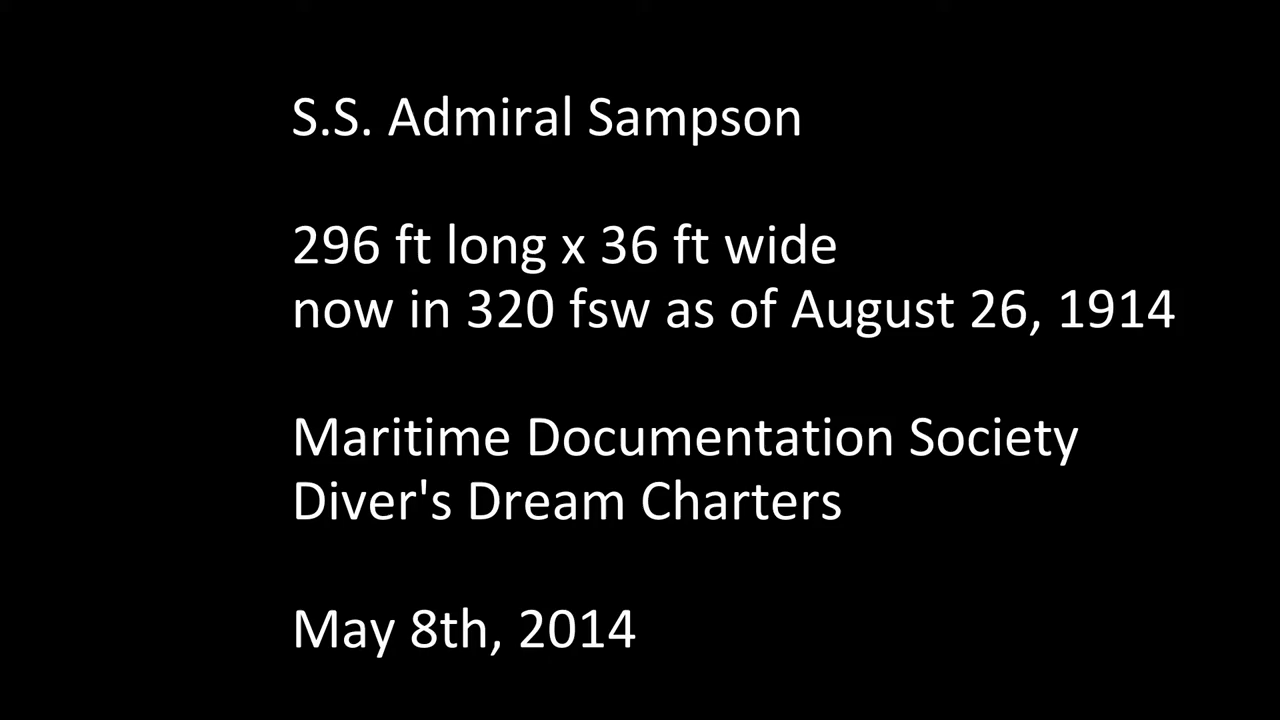 S.S. Admiral Sampson
296 ft long x 36 ft wide
now in 320 fsw as of August 26, 1914
Maritime Documentation Society
Diver's Dream Charters
May 8th, 2014